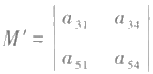 M' = | a₃₁ a₃₄ |
| a₅₁ a₅₄ |